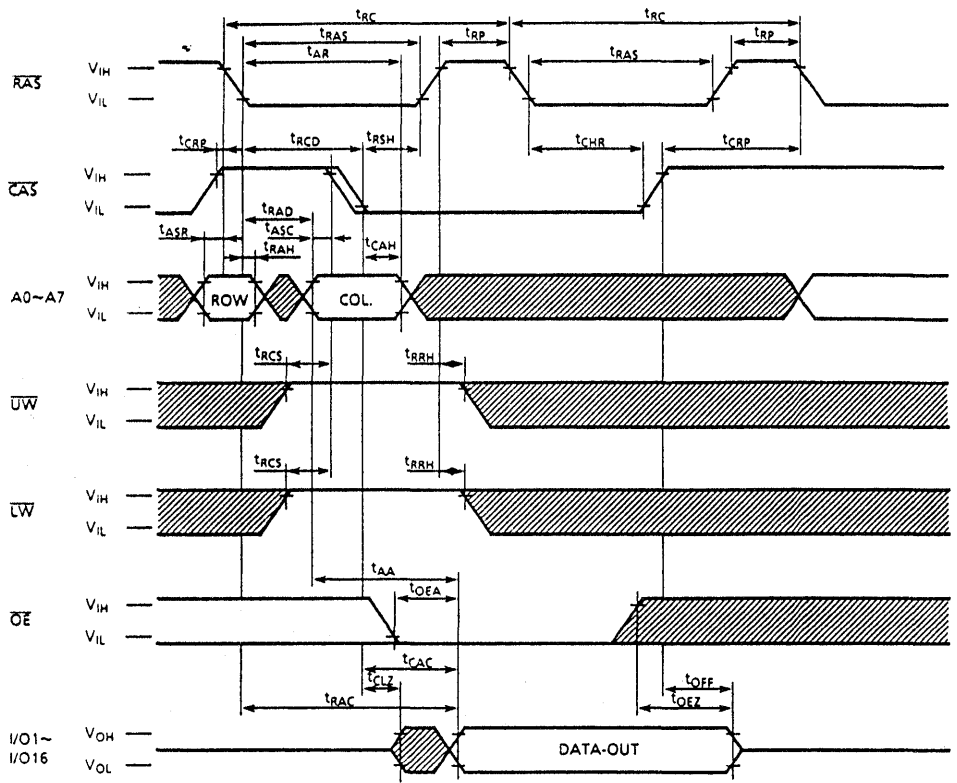 tRC tRC
tRAS tRP tRP
tAR tRAS
RAS VIH
VIL
tCRP tRCD tRSH tCHR tCRP
CAS VIH
VIL
tRAD
tASR tASC
tRAH tCAH
A0~A7 VIH
VIL
ROW COL.
tRCS tRRH
UW VIH
VIL
tRCS tRRH
LW VIH
VIL
tAA
tOEA
OE VIH
VIL
tCAC
tCLZ tOFF
tRAC tOEZ
I/O1~
I/O16
VOH
VOL
DATA-OUT